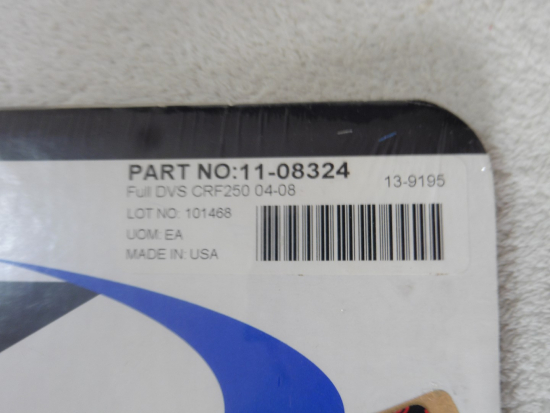 PART NO:11-08324
Full DVS CRF250 04-08 13-9195
LOT NO: 101468
UOM: EA
MADE IN: USA